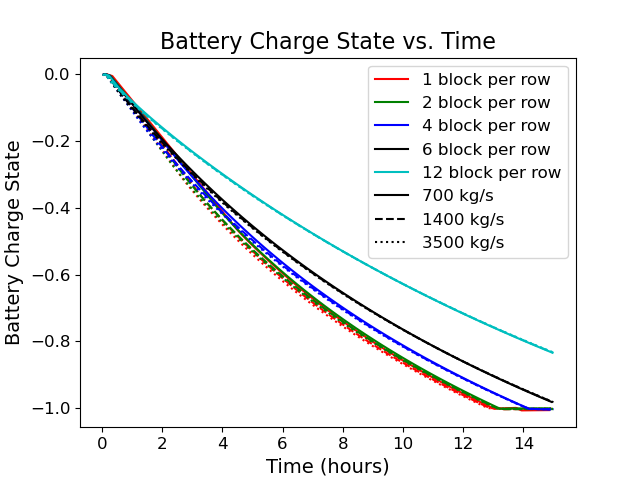 Battery Charge State vs. Time
Battery Charge State
0.0
−0.2
−0.4
−0.6
−0.8
−1.0
1 block per row
2 block per row
4 block per row
6 block per row
12 block per row
700 kg/s
1400 kg/s
3500 kg/s
0 2 4 6 8 10 12 14
Time (hours)